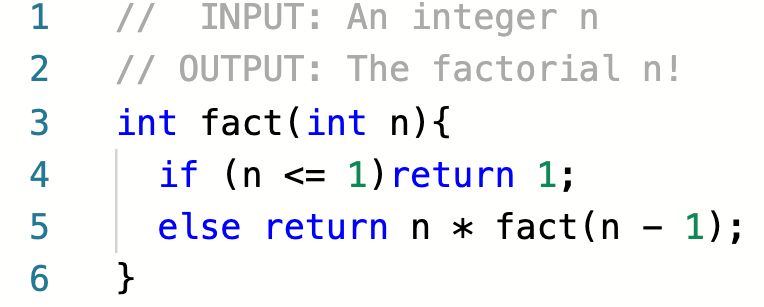 1 //  INPUT: An integer n
2 // OUTPUT: The factorial n!
3 int fact(int n){
4   if (n <= 1)return 1;
5   else return n * fact(n - 1);
6 }